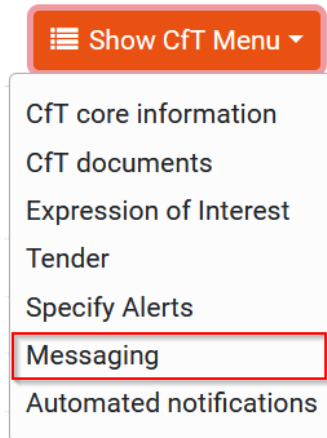 Show CfT Menu
CfT core information
CfT documents
Expression of Interest
Tender
Specify Alerts
Messaging
Automated notifications